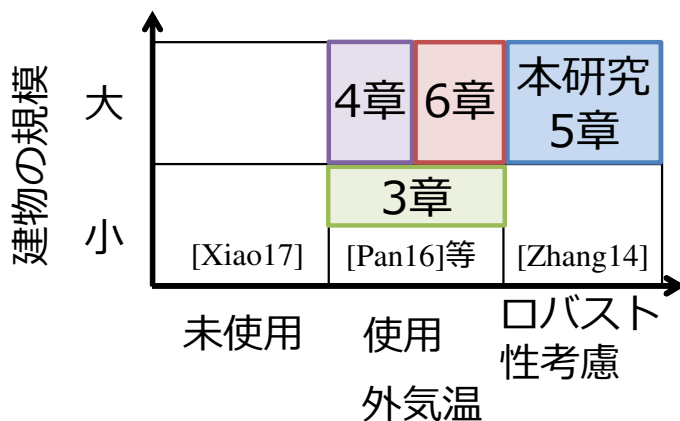 建物の規模
大
4章
6章
本研究
5章
小
3章
[Xiao17]
[Pan16]等
[Zhang14]
未使用
使用
ロバスト
性考慮
外気温